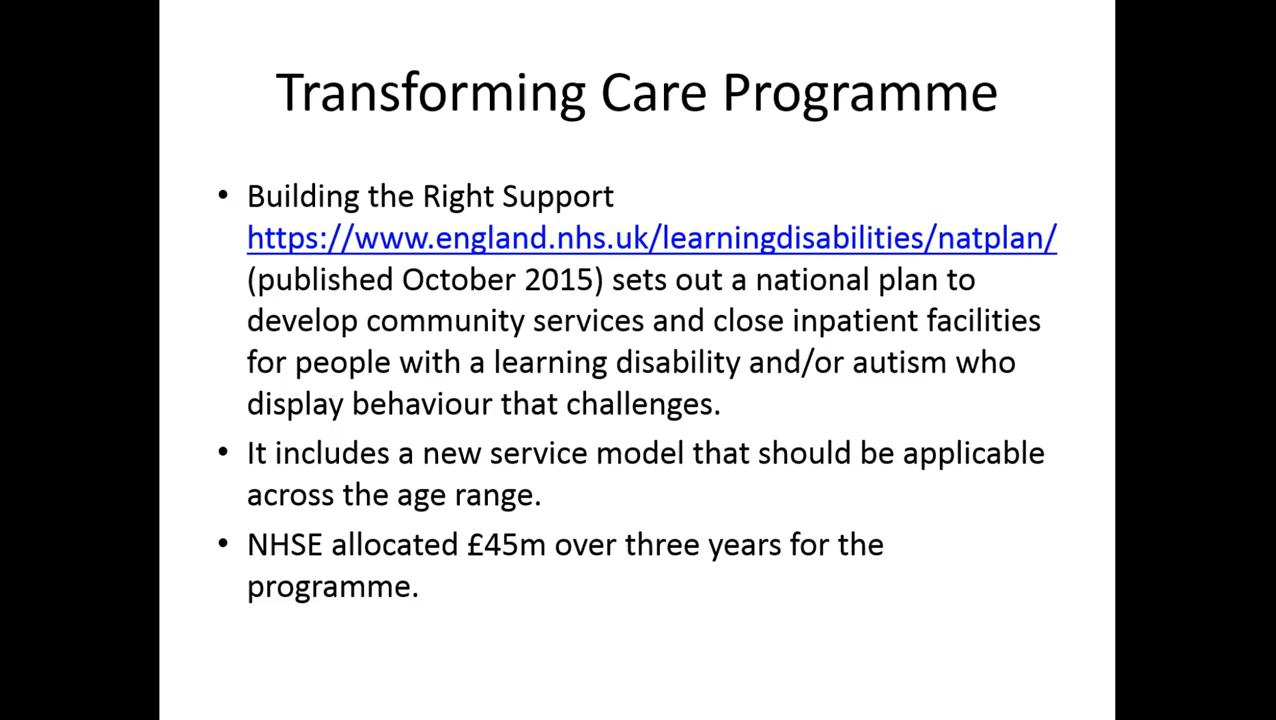 Transforming Care Programme
• Building the Right Support
https://www.england.nhs.uk/learningdisabilities/natplan/
(published October 2015) sets out a national plan to
develop community services and close inpatient facilities
for people with a learning disability and/or autism who
display behaviour that challenges.
• It includes a new service model that should be applicable
across the age range.
• NHSE allocated £45m over three years for the
programme.